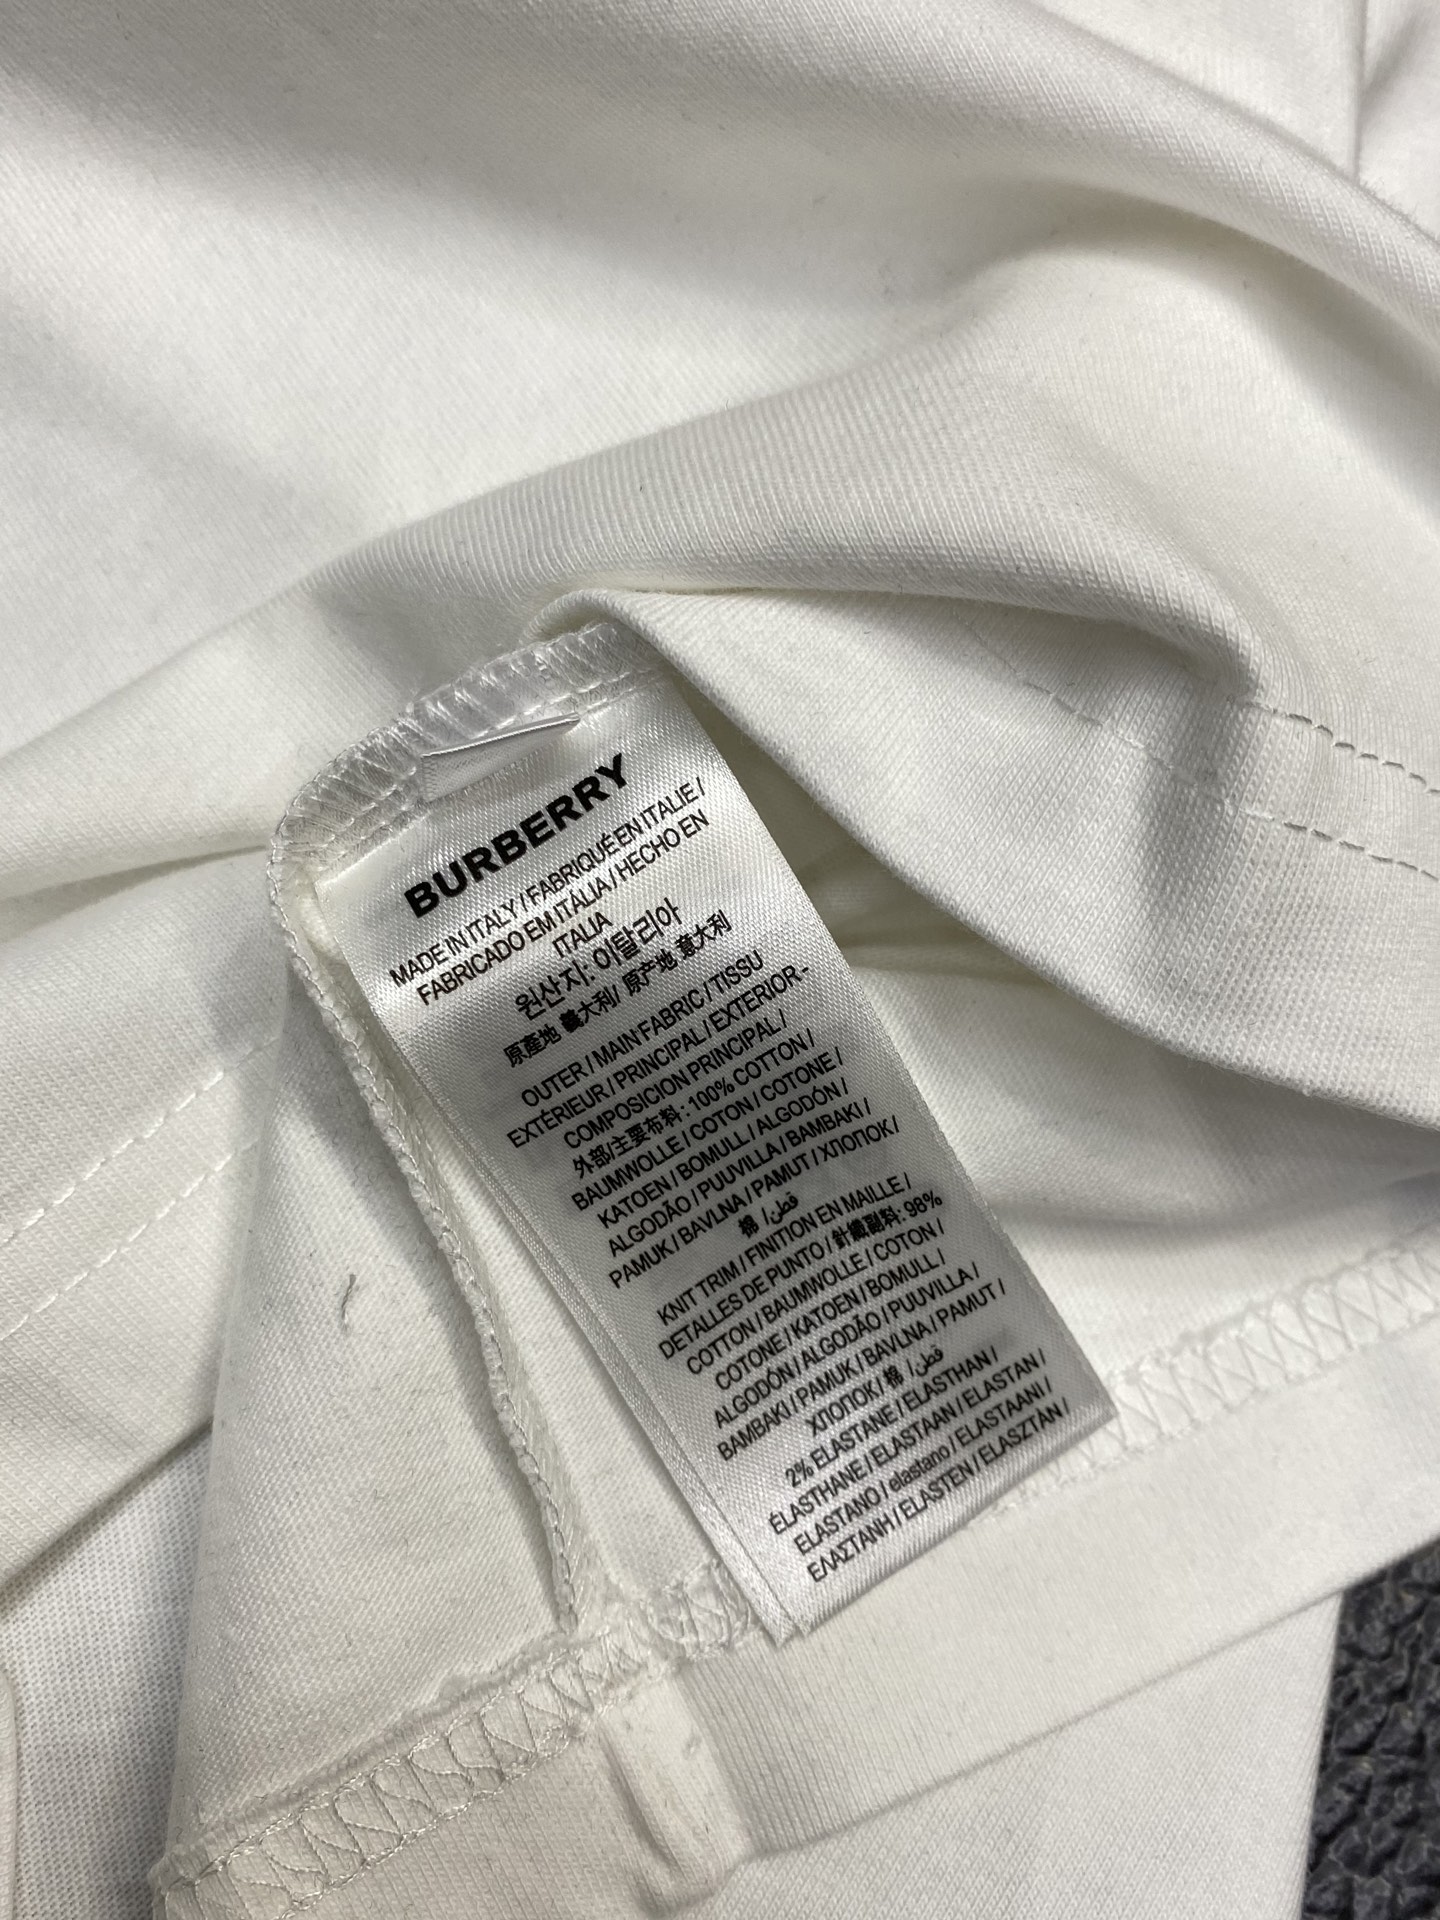 BURBERRY
MADE IN ITALY / FABRIQUÉ EN ITALIE /
FABRICADO EM ITÁLIA / HECHO EN
ITALIA
원산지: 이탈리아
原產地 義大利/ 原产地 意大利
OUTER / MAIN FABRIC / TISSU
EXTÉRIEUR / PRINCIPAL / EXTERIOR -
COMPOSICION PRINCIPAL /
外部/主要布料: 100% COTTON /
BAUMWOLLE / COTON / COTONE /
KATOEN / BOMULL / ALGODÓN /
ALGODÃO / PUUVILLA / BAMBAKI /
PAMUK / BAVLNA / PAMUT / ХЛОПОК /
棉 / قطن
KNIT TRIM / FINITION EN MAILLE /
DETALLES DE PUNTO / 針織副料: 98%
COTTON / BAUMWOLLE / COTON /
COTONE / KATOEN / BOMULL /
ALGODÓN / ALGODÃO / PUUVILLA /
BAMBAKI / PAMUK / BAVLNA / PAMUT /
ХЛОПОК / 棉 / قطن
2% ELASTANE / ELASTHAN /
ÉLASTHANE / ELASTAAN / ELASTAN /
ELASTANO / elastano / ELASTAANI /
ΕΛΑΣΤΑΝΗ / ELASTEN / ELASZTÀN /